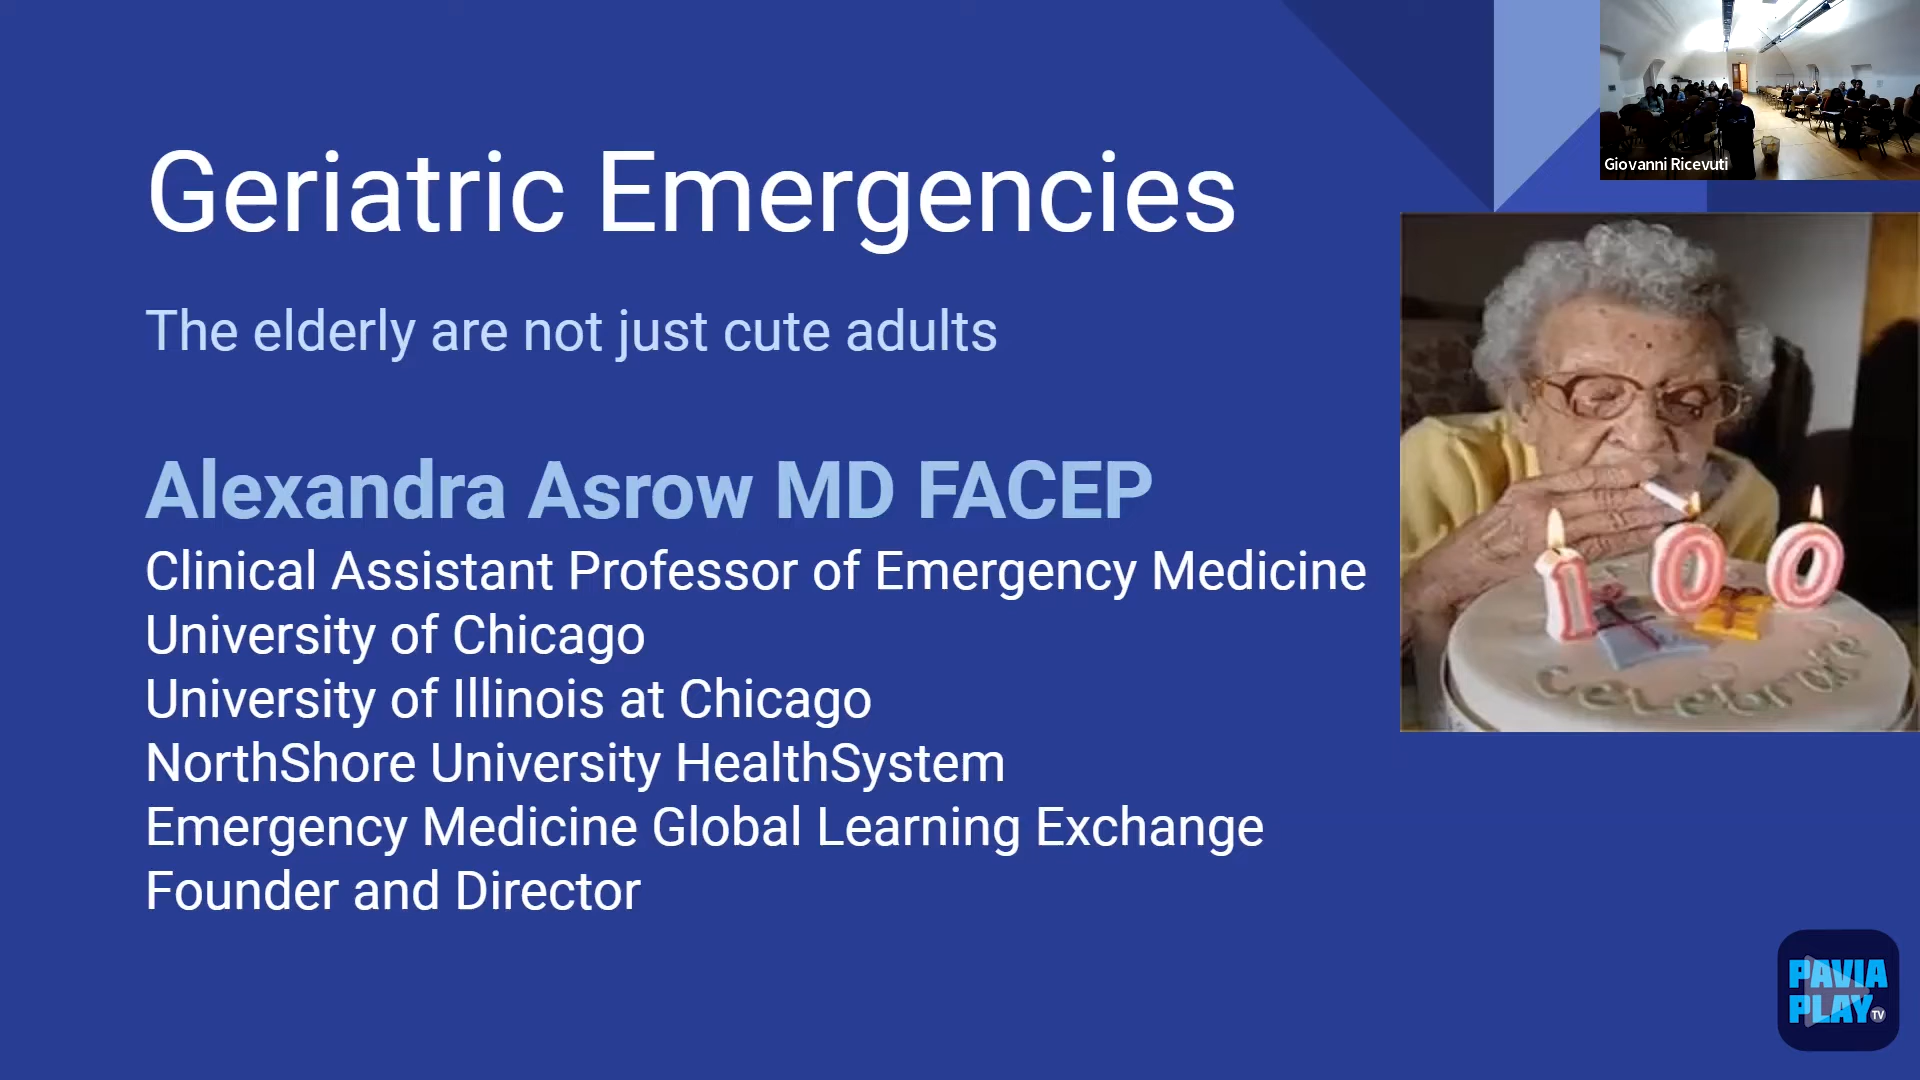 Geriatric Emergencies
The elderly are not just cute adults
Alexandra Asrow MD FACEP
Clinical Assistant Professor of Emergency Medicine
University of Chicago
University of Illinois at Chicago
NorthShore University HealthSystem
Emergency Medicine Global Learning Exchange
Founder and Director
Giovanni Ricevuti
100
Celebrate
PAVIA
PLAY TV